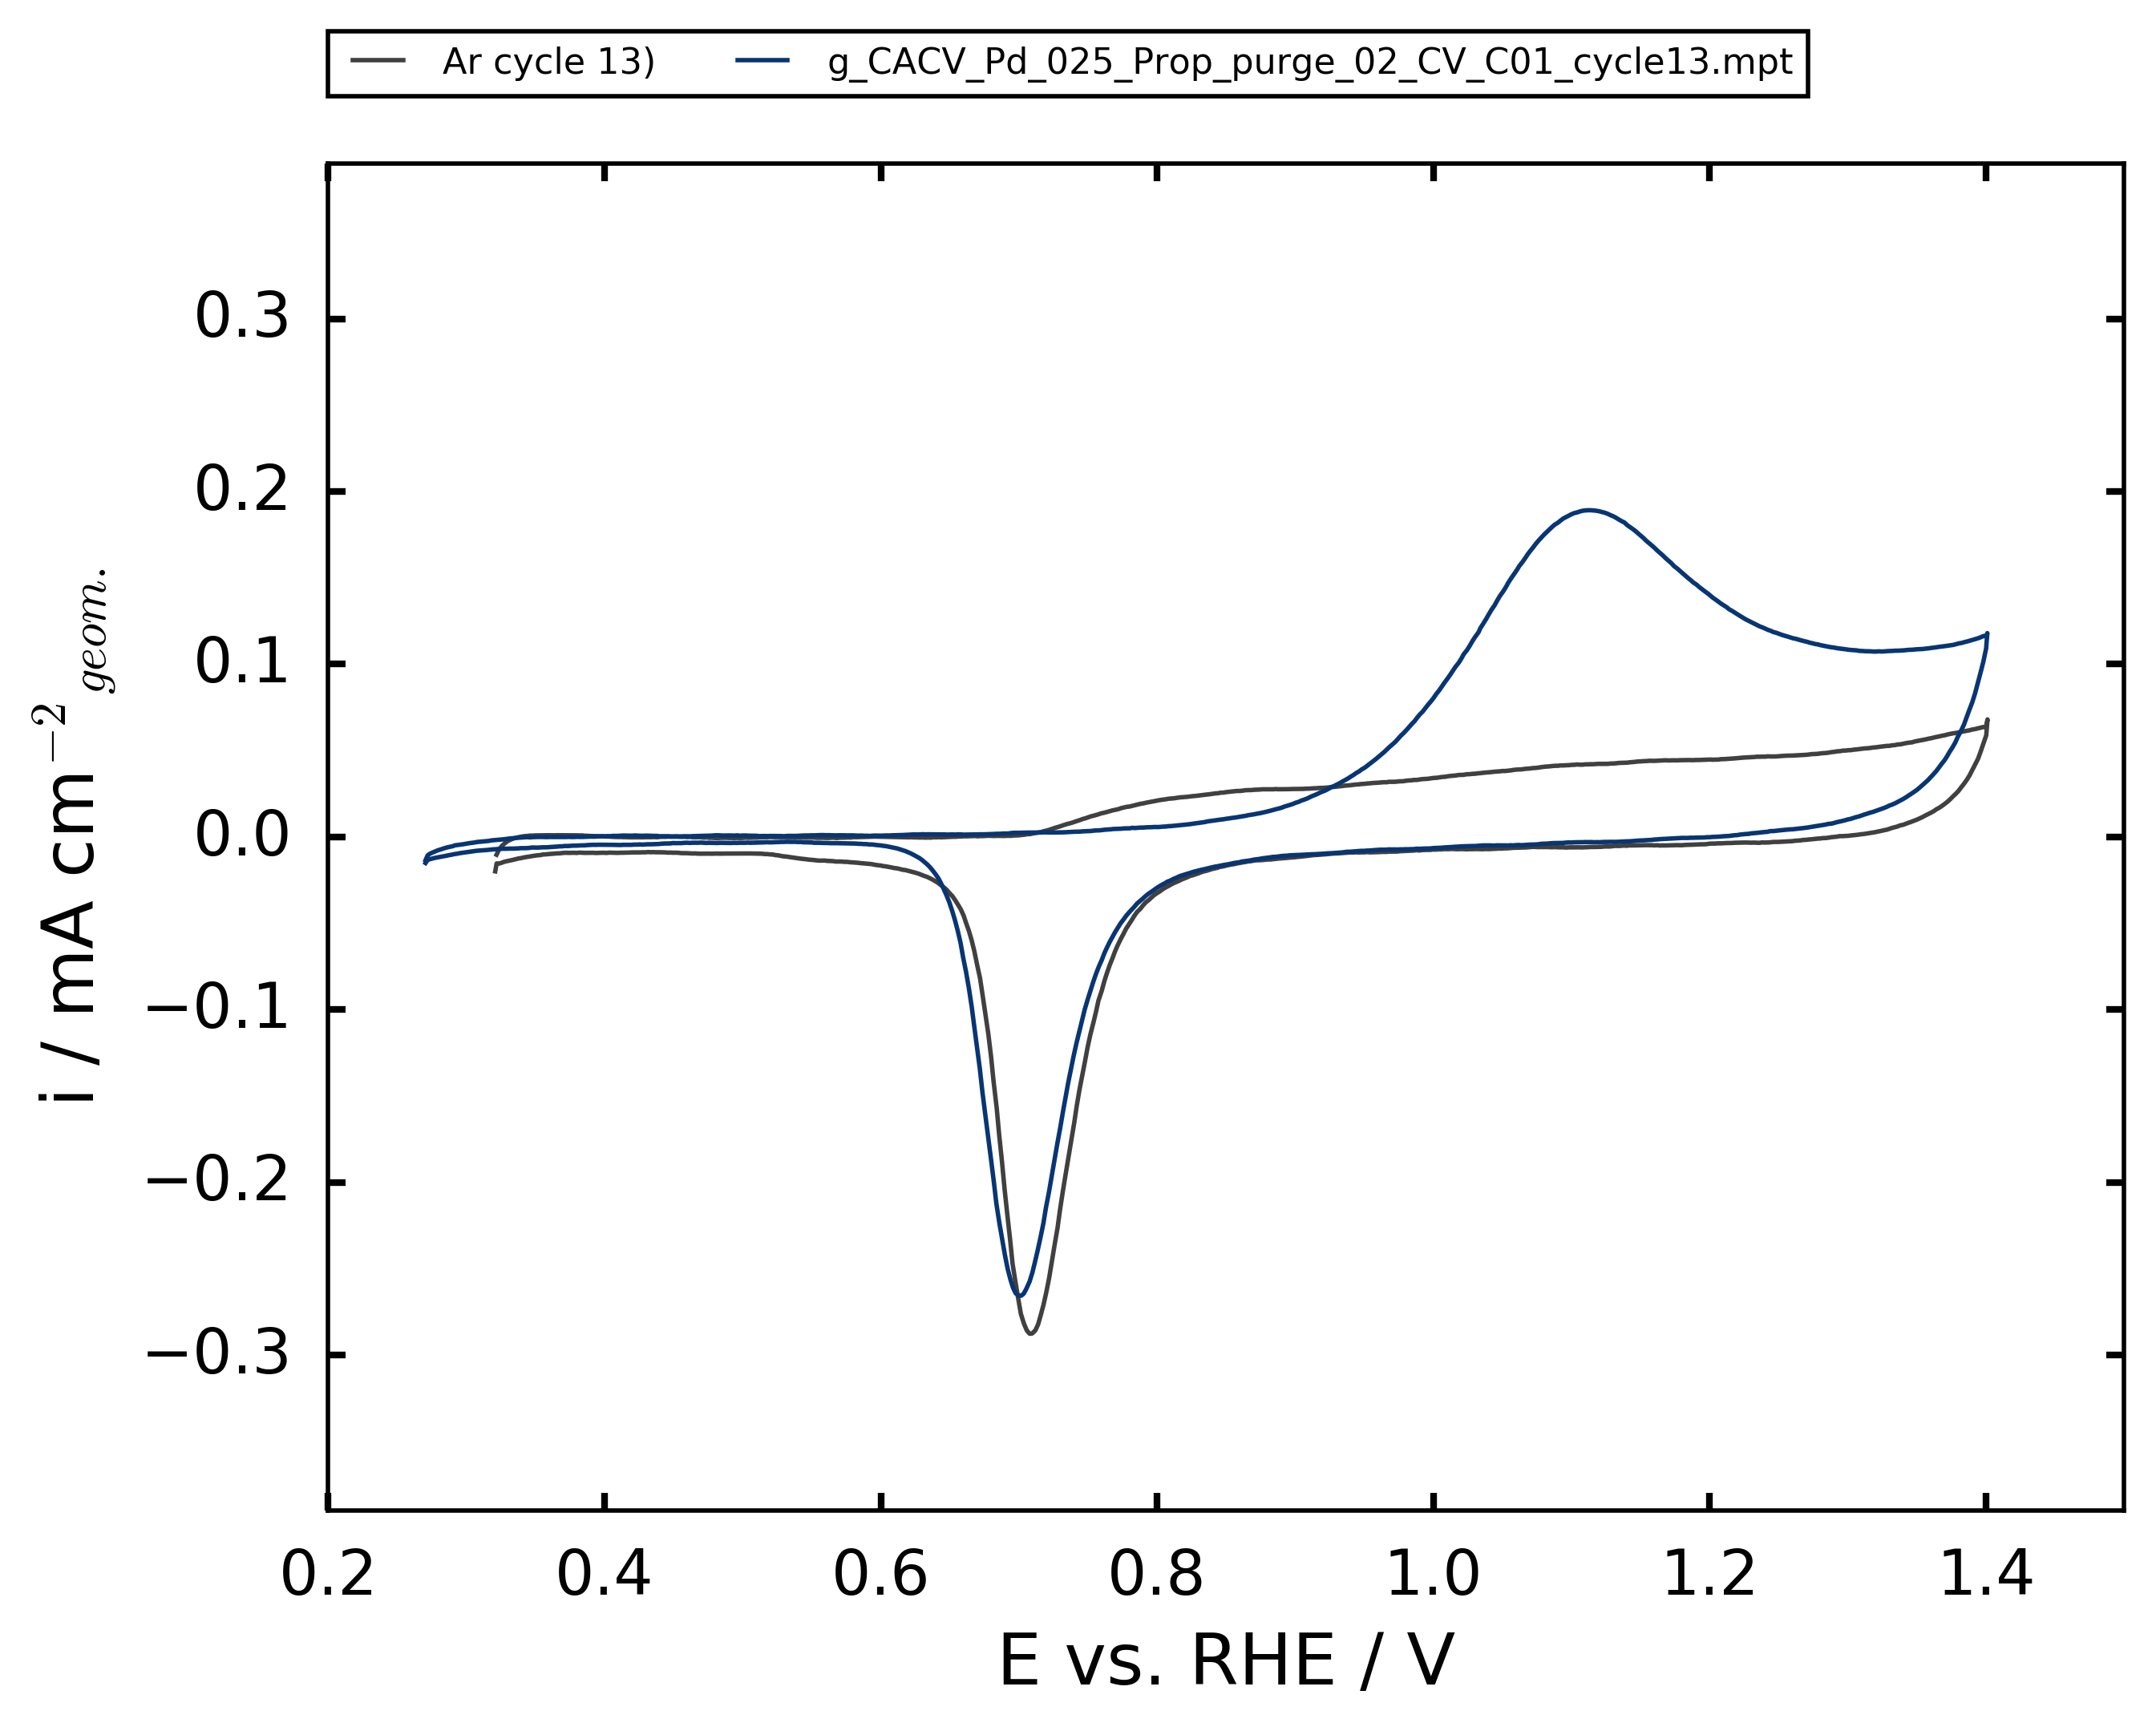 Ar cycle 13) g_CACV_Pd_025_Prop_purge_02_CV_C01_cycle13.mpt
i / mA cm⁻²geom.
0.3
0.2
0.1
0.0
−0.1
−0.2
−0.3
0.2 0.4 0.6 0.8 1.0 1.2 1.4
E vs. RHE / V